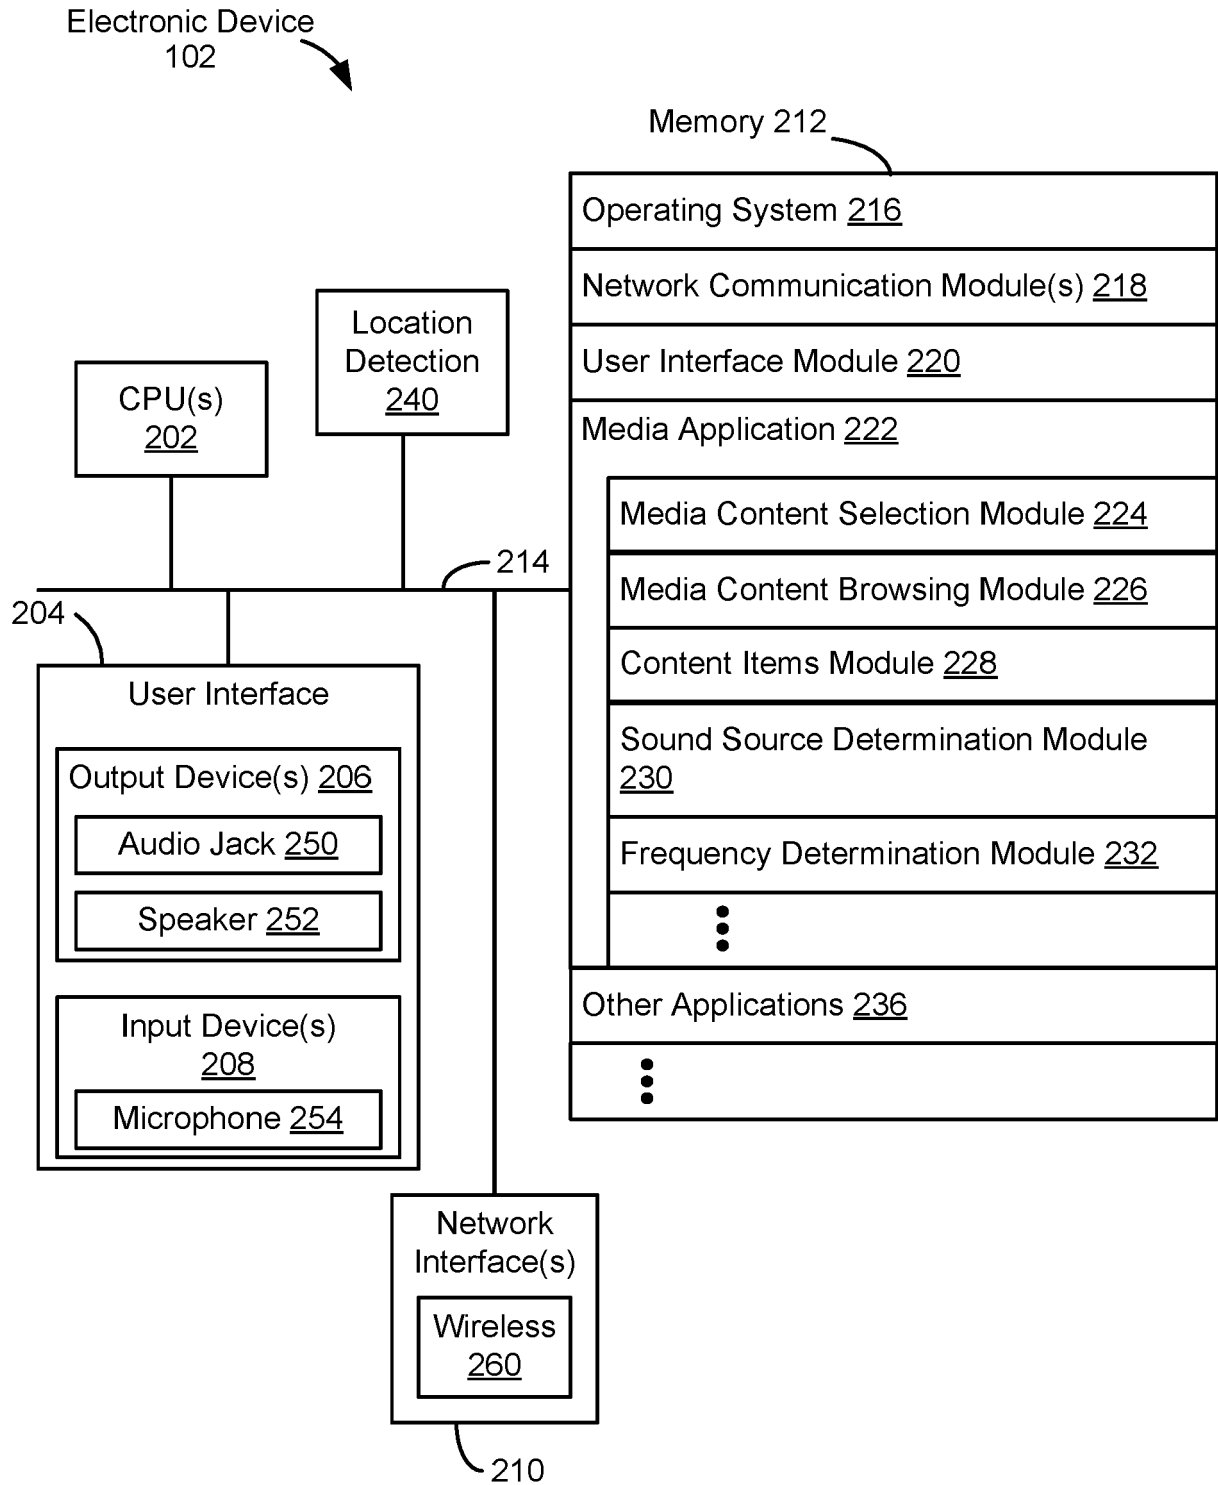 Electronic Device
102
Memory 212
Operating System 216
Network Communication Module(s) 218
User Interface Module 220
Media Application 222
Media Content Selection Module 224
Media Content Browsing Module 226
Content Items Module 228
Sound Source Determination Module
230
Frequency Determination Module 232
Other Applications 236
Location
Detection
240
CPU(s)
202
214
204
User Interface
Output Device(s) 206
Audio Jack 250
Speaker 252
Input Device(s)
208
Microphone 254
Network
Interface(s)
Wireless
260
210